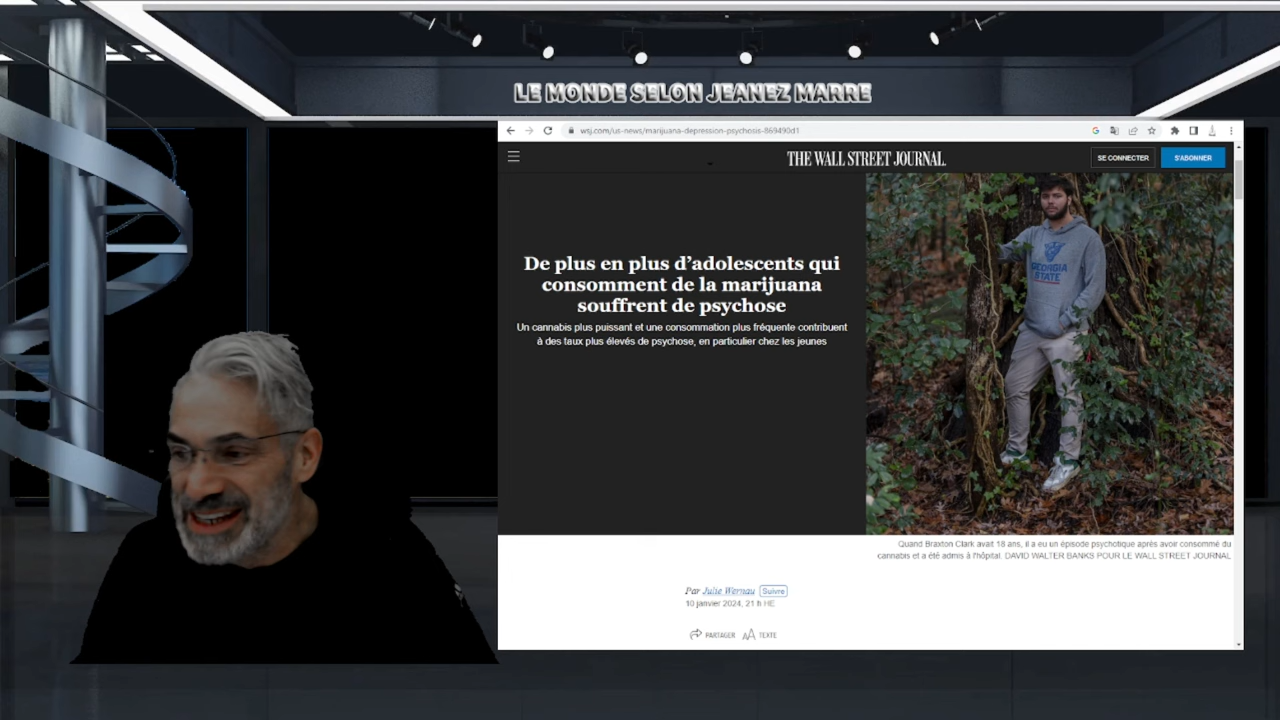 LE MONDE SELON JEANEZ MARRE
wsj.com/us-news/marijuana-depression-psychosis-869490d1
THE WALL STREET JOURNAL.
SE CONNECTER
S'ABONNER
De plus en plus d'adolescents qui
consomment de la marijuana
souffrent de psychose
Un cannabis plus puissant et une consommation plus fréquente contribuent
à des taux plus élevés de psychose, en particulier chez les jeunes
GEORGIA
STATE
Quand Braxton Clark avait 18 ans, il a eu un épisode psychotique après avoir consommé du
cannabis et a été admis à l'hôpital. DAVID WALTER BANKS POUR LE WALL STREET JOURNAL
Par Julie Wernau Suivre
10 janvier 2024, 21 h HE
PARTAGER AA TEXTE